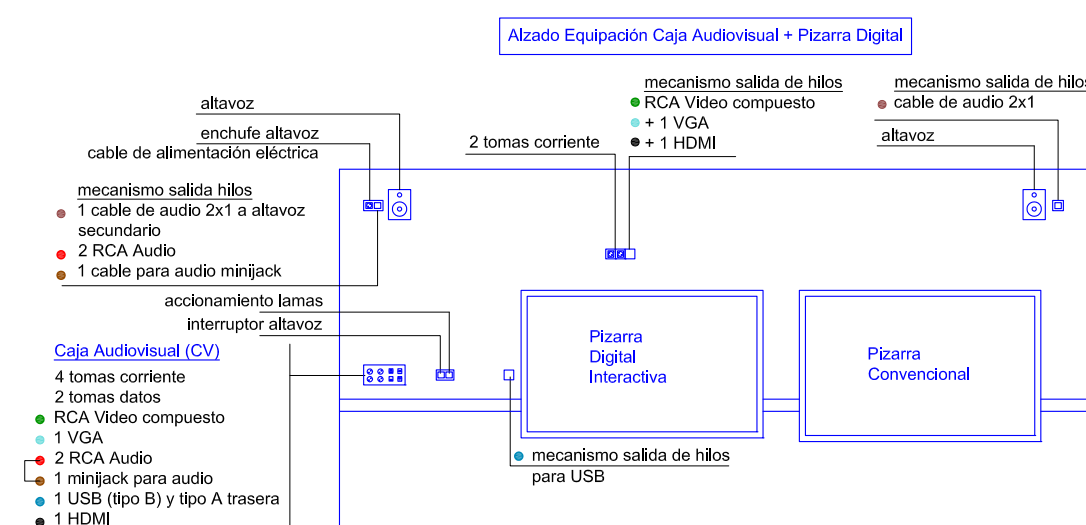 Alzado Equipación Caja Audiovisual + Pizarra Digital
altavoz
enchufe altavoz
cable de alimentación eléctrica
mecanismo salida hilos
1 cable de audio 2x1 a altavoz
secundario
2 RCA Audio
1 cable para audio minijack
2 tomas corriente
mecanismo salida de hilos
RCA Video compuesto
+ 1 VGA
+ 1 HDMI
mecanismo salida de hilos
cable de audio 2x1
altavoz
accionamiento lamas
interruptor altavoz
Caja Audiovisual (CV)
4 tomas corriente
2 tomas datos
RCA Video compuesto
1 VGA
2 RCA Audio
1 minijack para audio
1 USB (tipo B) y tipo A trasera
1 HDMI
Pizarra
Digital
Interactiva
Pizarra
Convencional
mecanismo salida de hilos
para USB